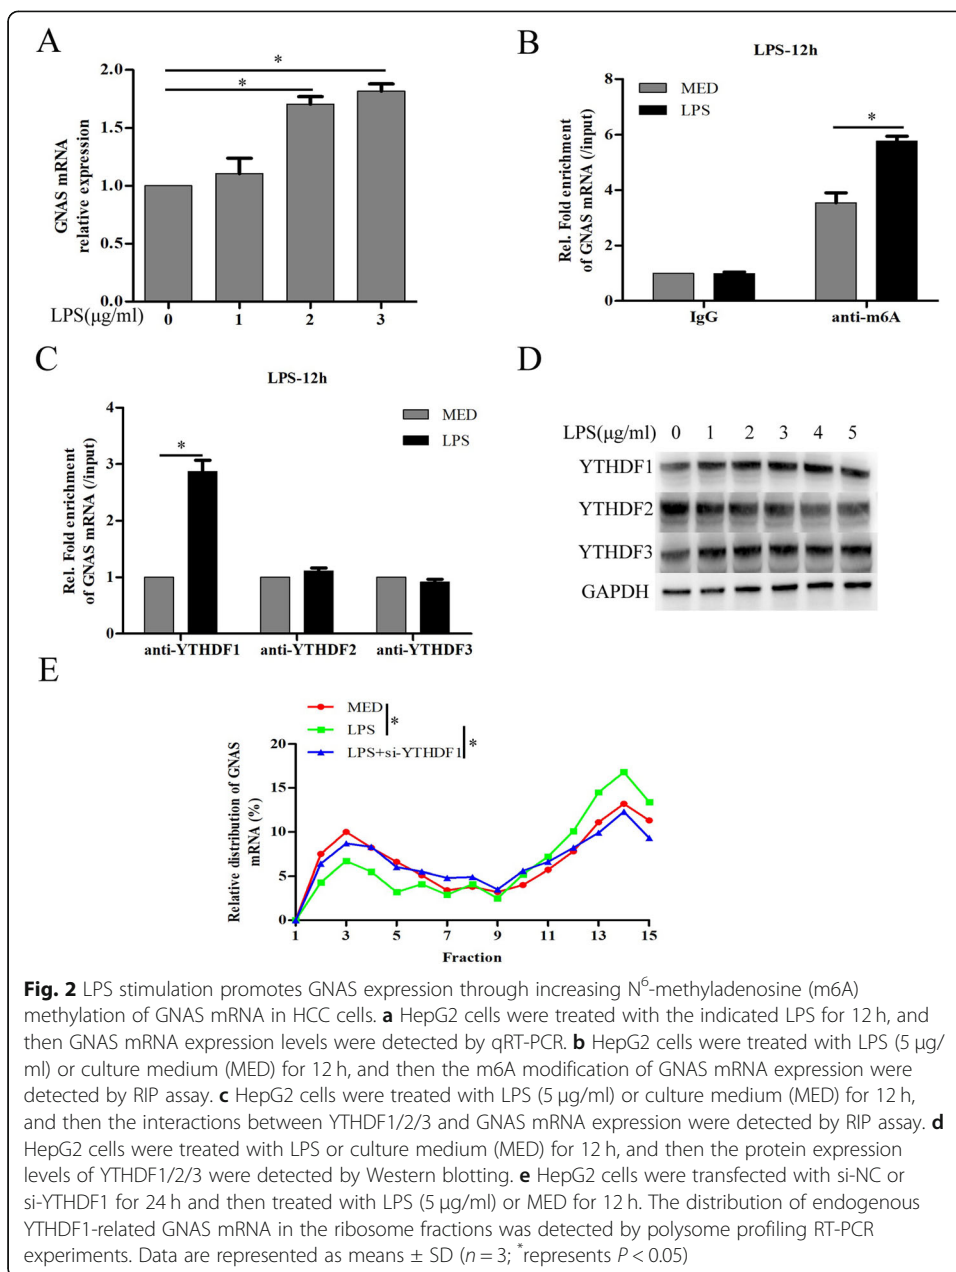 A
*
*
2.0
1.5
1.0
0.5
0.0
GNAS mRNA
relative expression
LPS(μg/ml)
0 1 2 3
B
LPS-12h
MED
LPS
*
8
6
4
2
0
Rel. Fold enrichment
of GNAS mRNA (/input)
IgG anti-m6A
C
LPS-12h
MED
LPS
*
4
3
2
1
0
Rel. Fold enrichment
of GNAS mRNA (/input)
anti-YTHDF1 anti-YTHDF2 anti-YTHDF3
D
LPS(μg/ml) 0 1 2 3 4 5
YTHDF1
YTHDF2
YTHDF3
GAPDH
E
MED
LPS
LPS+si-YTHDF1
*
*
20
15
10
5
0
Relative distribution of GNAS
mRNA (%)
1 3 5 7 9 11 13 15
Fraction
Fig. 2 LPS stimulation promotes GNAS expression through increasing N⁶-methyladenosine (m6A)
methylation of GNAS mRNA in HCC cells. a HepG2 cells were treated with the indicated LPS for 12 h, and
then GNAS mRNA expression levels were detected by qRT-PCR. b HepG2 cells were treated with LPS (5 μg/
ml) or culture medium (MED) for 12 h, and then the m6A modification of GNAS mRNA expression were
detected by RIP assay. c HepG2 cells were treated with LPS (5 μg/ml) or culture medium (MED) for 12 h,
and then the interactions between YTHDF1/2/3 and GNAS mRNA expression were detected by RIP assay. d
HepG2 cells were treated with LPS or culture medium (MED) for 12 h, and then the protein expression
levels of YTHDF1/2/3 were detected by Western blotting. e HepG2 cells were transfected with si-NC or
si-YTHDF1 for 24 h and then treated with LPS (5 μg/ml) or MED for 12 h. The distribution of endogenous
YTHDF1-related GNAS mRNA in the ribosome fractions was detected by polysome profiling RT-PCR
experiments. Data are represented as means ± SD (n = 3; *represents P < 0.05)